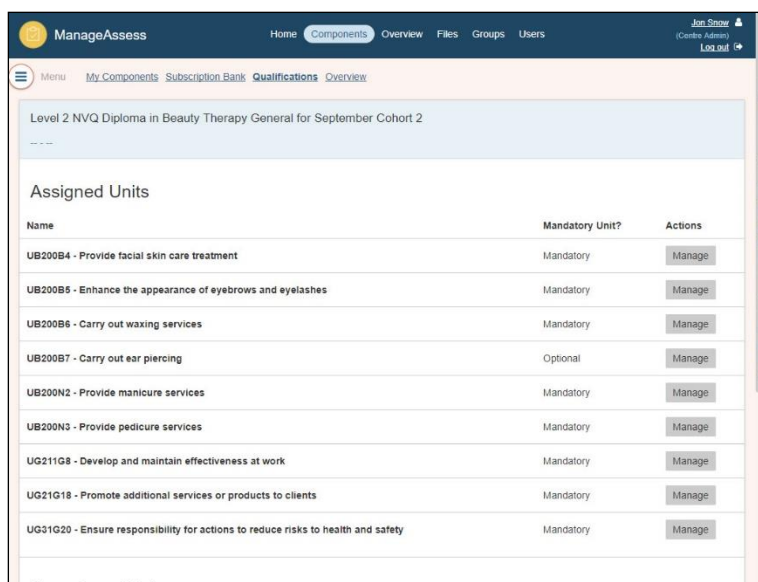 ManageAssess
Home Components Overview Files Groups Users
Jon Snow
(Centre Admin)
Log out
Menu My Components Subscription Bank Qualifications Overview
Level 2 NVQ Diploma in Beauty Therapy General for September Cohort 2
-- - --
Assigned Units
Name Mandatory Unit? Actions
UB200B4 - Provide facial skin care treatment Mandatory Manage
UB200B5 - Enhance the appearance of eyebrows and eyelashes Mandatory Manage
UB200B6 - Carry out waxing services Mandatory Manage
UB200B7 - Carry out ear piercing Optional Manage
UB200N2 - Provide manicure services Mandatory Manage
UB200N3 - Provide pedicure services Mandatory Manage
UG211G8 - Develop and maintain effectiveness at work Mandatory Manage
UG21G18 - Promote additional services or products to clients Mandatory Manage
UG31G20 - Ensure responsibility for actions to reduce risks to health and safety Mandatory Manage